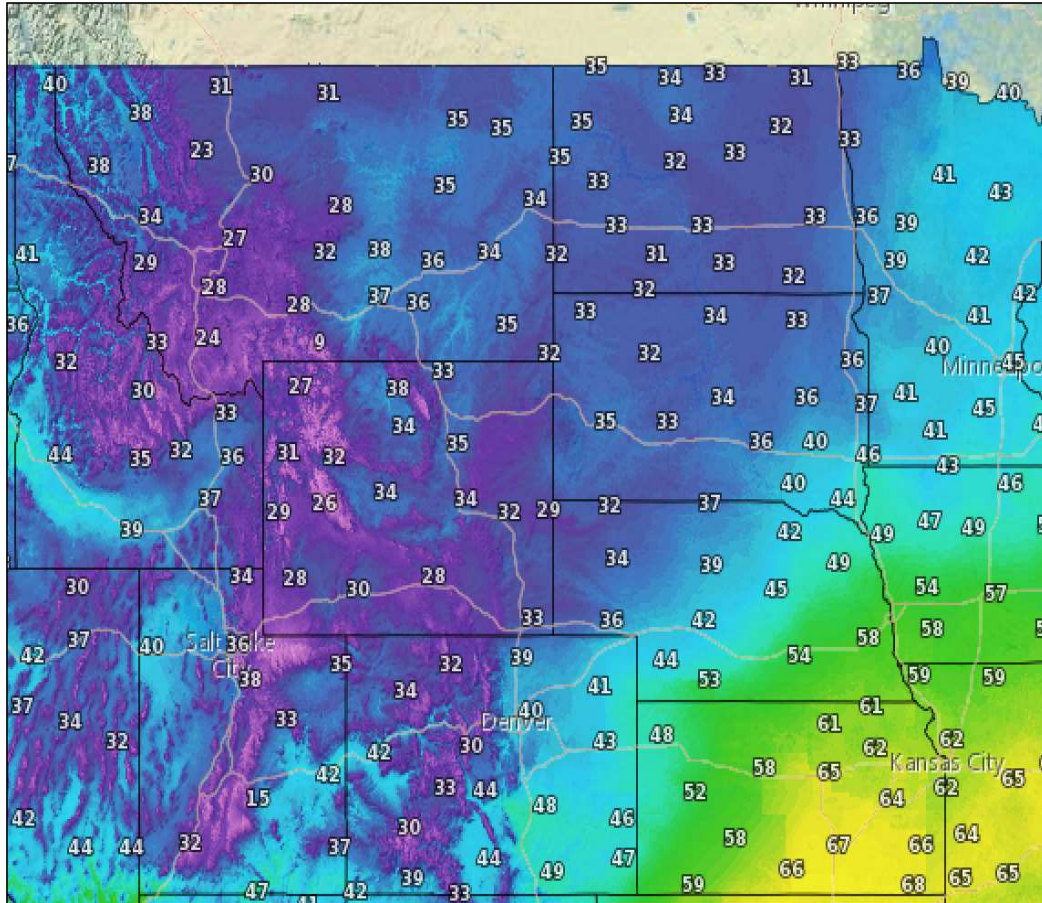 Winnipeg
35 34 33 31 33 36 39 40
40 38 31 31 35 35 35 34 32 33
23 38 30 35 35 32 33 33 41 43
34 28 34 33 33 33 36 39
41 29 27 32 38 36 34 32 31 33 32 39 42
28 28 37 36 32 37 42
36 33 24 9 35 33 34 33 41
32 30 27 38 33 32 32 36 40 45
Minneapo
33 34 35 35 33 34 36 37 41 45
44 35 32 36 31 32 36 40 46 41 43
37 29 26 34 34 32 29 32 37 40 44 46
39 42 49 47 49
30 34 28 30 28 34 39 45 49 54 57
42 37 40 36 33 36 42 58 58
Salt Lake
City
38 35 32 39 44 54 59 59
34 41 53
37 34 32 33 40 61 61
Denver
42 30 43 48 62 62
Kansas City
15 42 33 44 58 65 62 65
42 48 52 64
44 44 32 37 30 46 58 67 66 64
39 44 49 47 66 65 65
47 42 33 59 68